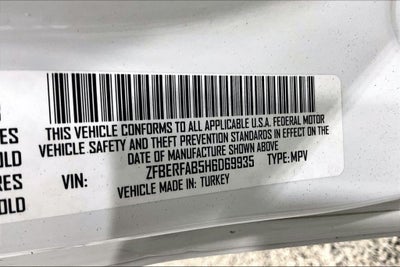 THIS VEHICLE CONFORMS TO ALL APPLICABLE U.S.A. FEDERAL MOTOR
VEHICLE SAFETY AND THEFT PREVENTION STANDARDS IN EFFECT ON THE
DATE OF MANUFACTURE SHOWN ABOVE
VIN: ZFBERFAB5H6D69935 TYPE: MPV
VEHICLE MADE IN: TURKEY
ES
OLD
RES
OLD